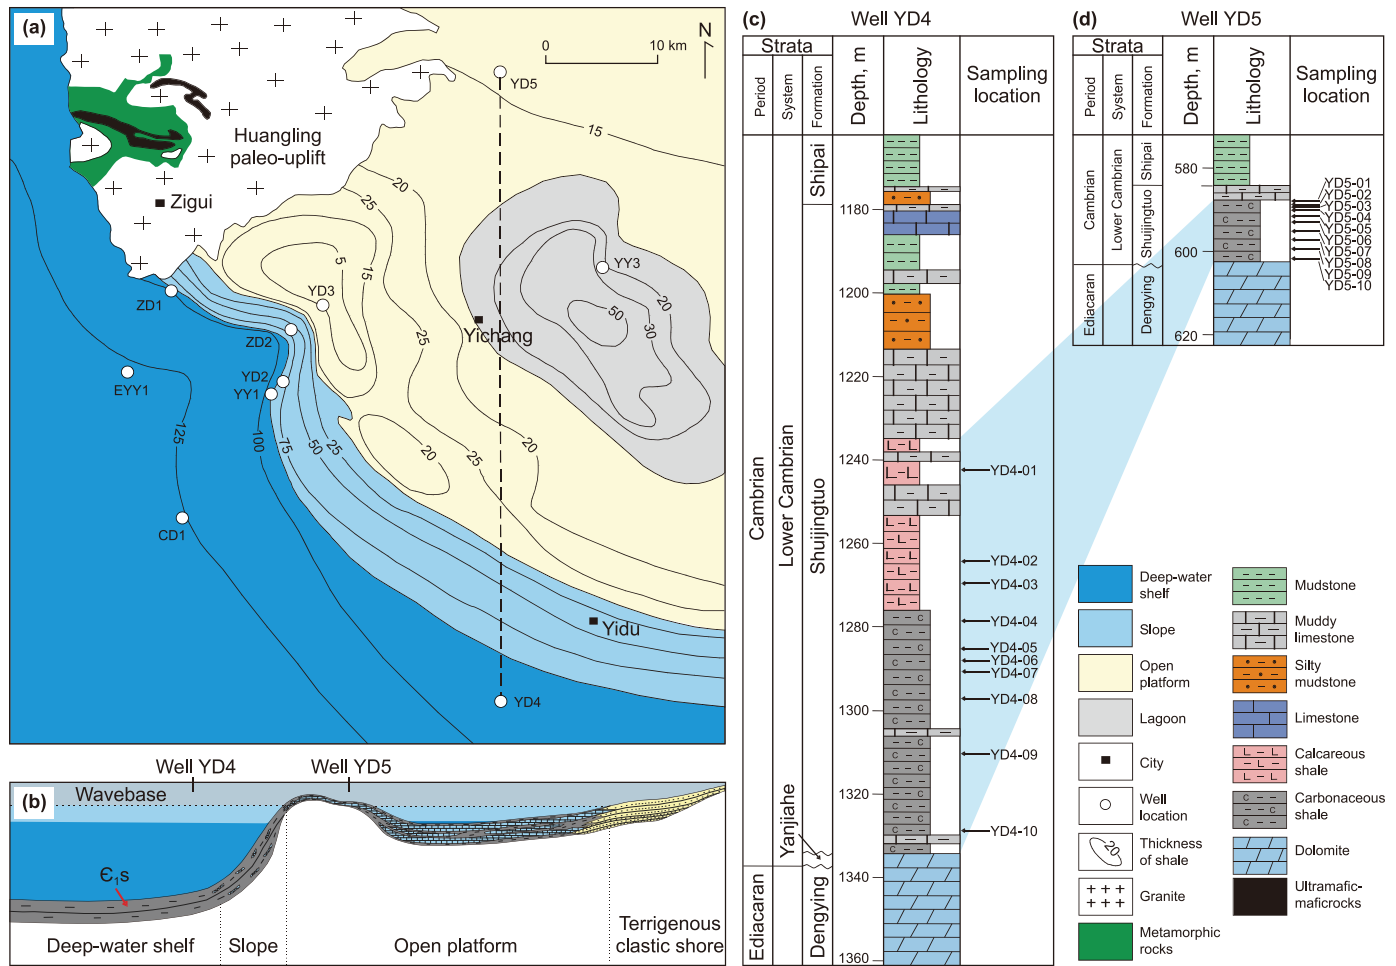 (a)
N
0 10 km
YD5
15
Huangling
paleo-uplift
Zigui
20
25
20
15
5
YY3
YD3
ZD1
20
30
50
25
Yichang
ZD2
YD2
YY1
EYY1
125
100
75
50
25
20
25
CD1
Yidu
YD4
(b)
Well YD4 Well YD5
Wavebase
Є1s
Deep-water shelf
Slope
Open platform
Terrigenous
clastic shore
(c)
Well YD4
Strata
Period
System
Formation
Depth, m
Lithology
Sampling
location
Cambrian
Ediacaran
Lower Cambrian
Shipai
Shuijingtuo
Yanjiahe
Dengying
1180
1200
1220
1240
1260
1280
1300
1320
1340
1360
YD4-01
YD4-02
YD4-03
YD4-04
YD4-05
YD4-06
YD4-07
YD4-08
YD4-09
YD4-10
(d)
Well YD5
Strata
Period
System
Formation
Depth, m
Lithology
Sampling
location
Cambrian
Ediacaran
Lower Cambrian
Shipai
Shuijingtuo
Dengying
580
600
620
YD5-01
YD5-02
YD5-03
YD5-04
YD5-05
YD5-06
YD5-07
YD5-08
YD5-09
YD5-10
Deep-water
shelf
Slope
Open
platform
Lagoon
City
Well
location
20
Thickness
of shale
Granite
Metamorphic
rocks
Mudstone
Muddy
limestone
Silty
mudstone
Limestone
Calcareous
shale
Carbonaceous
shale
Dolomite
Ultramafic-
maficrocks